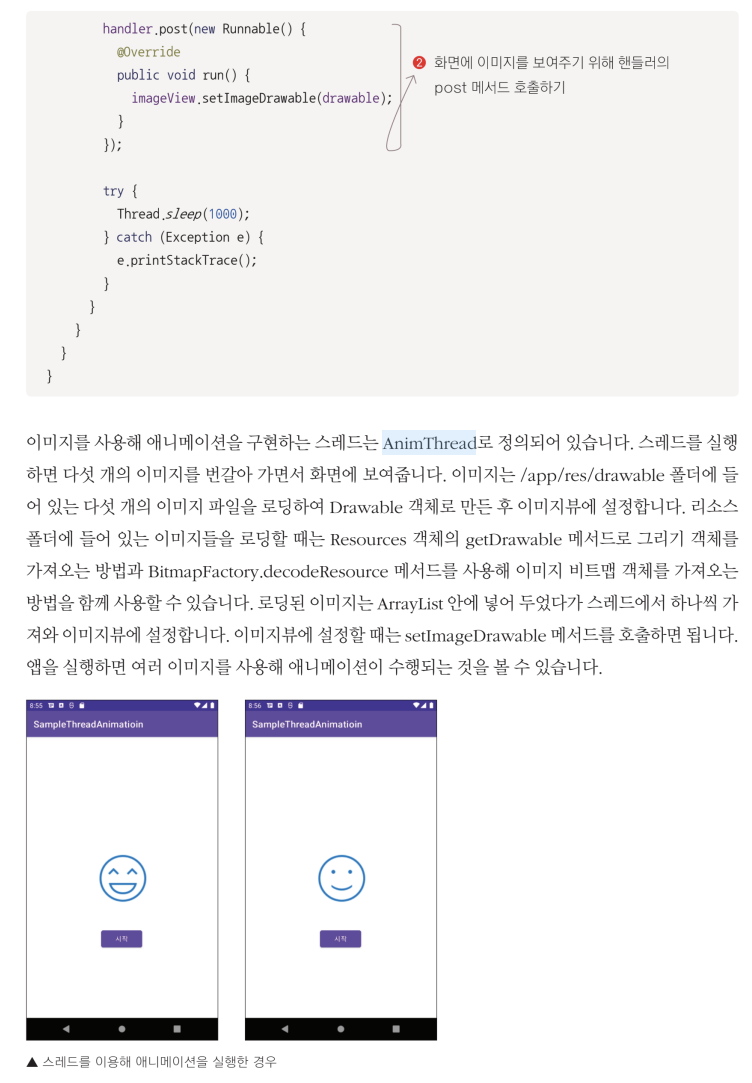 handler.post(new Runnable() {
@Override
public void run() {
imageView.setImageDrawable(drawable);
}
});
❷ 화면에 이미지를 보여주기 위해 핸들러의
post 메서드 호출하기
try {
Thread.sleep(1000);
} catch (Exception e) {
e.printStackTrace();
}
}
}
}
}
이미지를 사용해 애니메이션을 구현하는 스레드는 AnimThread로 정의되어 있습니다. 스레드를 실행
하면 다섯 개의 이미지를 번갈아 가면서 화면에 보여줍니다. 이미지는 /app/res/drawable 폴더에 들
어 있는 다섯 개의 이미지 파일을 로딩하여 Drawable 객체로 만든 후 이미지뷰에 설정합니다. 리소스
폴더에 들어 있는 이미지들을 로딩할 때는 Resources 객체의 getDrawable 메서드로 그리기 객체를
가져오는 방법과 BitmapFactory.decodeResource 메서드를 사용해 이미지 비트맵 객체를 가져오는
방법을 함께 사용할 수 있습니다. 로딩된 이미지는 ArrayList 안에 넣어 두었다가 스레드에서 하나씩 가
져와 이미지뷰에 설정합니다. 이미지뷰에 설정할 때는 setImageDrawable 메서드를 호출하면 됩니다.
앱을 실행하면 여러 이미지를 사용해 애니메이션이 수행되는 것을 볼 수 있습니다.
8:55
SampleThreadAnimatioin
시작
8:56
SampleThreadAnimatioin
시작
▲ 스레드를 이용해 애니메이션을 실행한 경우